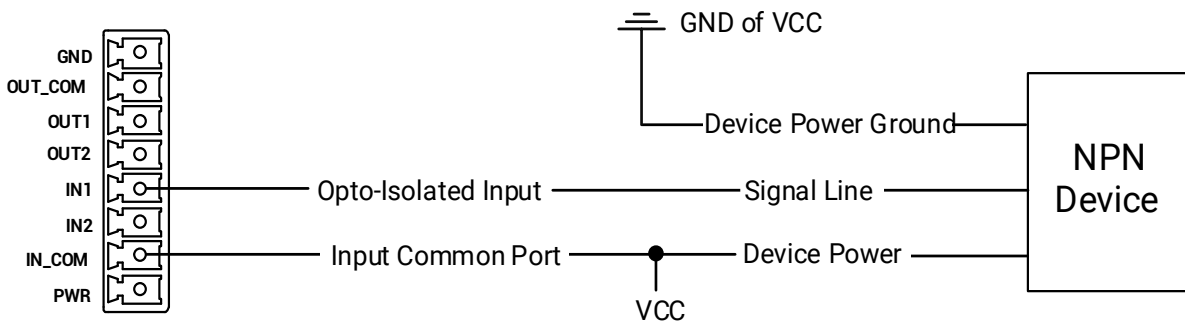 GND of VCC
GND
OUT_COM
OUT1
OUT2
IN1
IN2
IN_COM
PWR
Device Power Ground
Opto-Isolated Input
Signal Line
Input Common Port
Device Power
VCC
NPN
Device